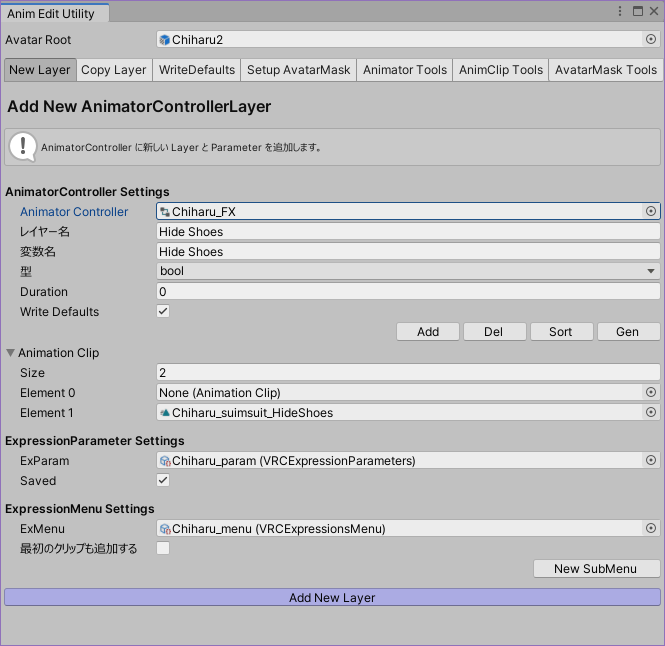 Anim Edit Utility
Avatar Root Chiharu2
New Layer Copy Layer WriteDefaults Setup AvatarMask Animator Tools AnimClip Tools AvatarMask Tools
Add New AnimatorControllerLayer
AnimatorController に新しい Layer と Parameter を追加します。
AnimatorController Settings
Animator Controller Chiharu_FX
レイヤー名 Hide Shoes
変数名 Hide Shoes
型 bool
Duration 0
Write Defaults
Add Del Sort Gen
Animation Clip
Size 2
Element 0 None (Animation Clip)
Element 1 Chiharu_suimsuit_HideShoes
ExpressionParameter Settings
ExParam Chiharu_param (VRCExpressionParameters)
Saved
ExpressionMenu Settings
ExMenu Chiharu_menu (VRCExpressionsMenu)
最初のクリップも追加する
New SubMenu
Add New Layer